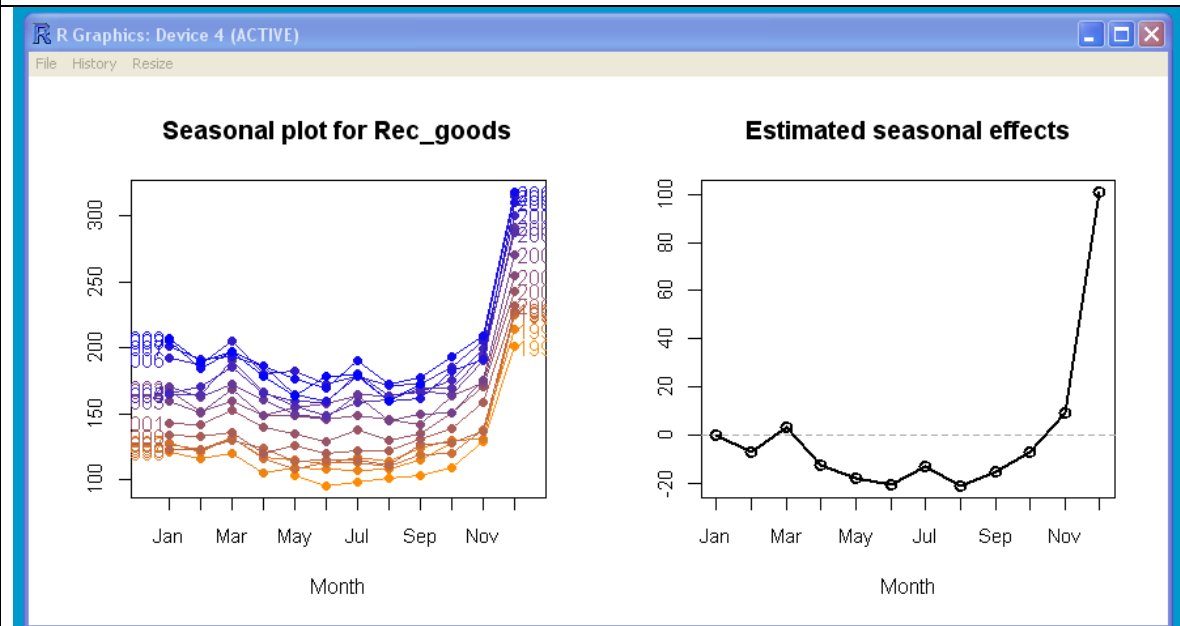 R Graphics: Device 4 (ACTIVE)
File History Resize
Seasonal plot for Rec_goods
Estimated seasonal effects
300
250
200
150
100
Jan Mar May Jul Sep Nov
Month
100
80
60
40
20
0
-20
Jan Mar May Jul Sep Nov
Month